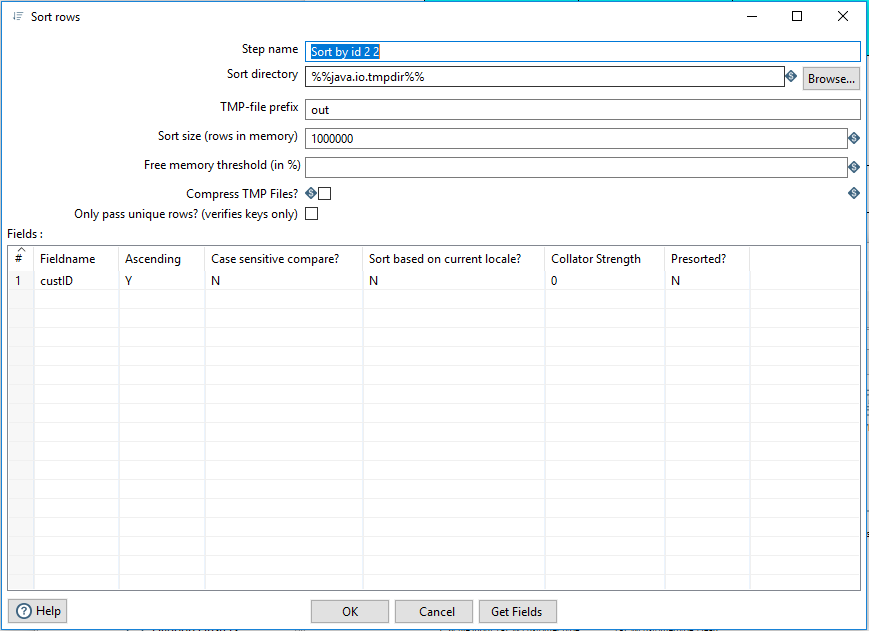 Sort rows
Step name Sort by id 2 2
Sort directory %%java.io.tmpdir%% Browse...
TMP-file prefix out
Sort size (rows in memory) 1000000
Free memory threshold (in %)
Compress TMP Files?
Only pass unique rows? (verifies keys only)
Fields :
# Fieldname Ascending Case sensitive compare? Sort based on current locale? Collator Strength Presorted?
1 custID Y N N 0 N
Help OK Cancel Get Fields